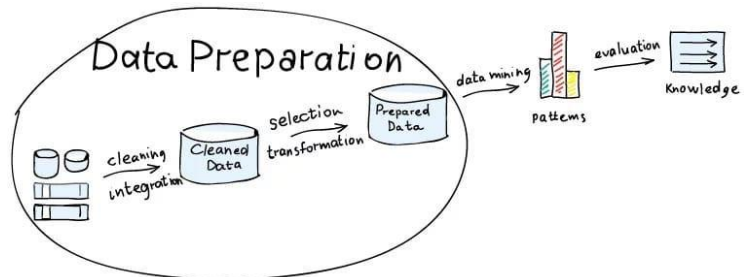 Data Preparation
cleaning
integration
Cleaned
Data
selection
transformation
Prepared
Data
data mining
patterns
evaluation
Knowledge